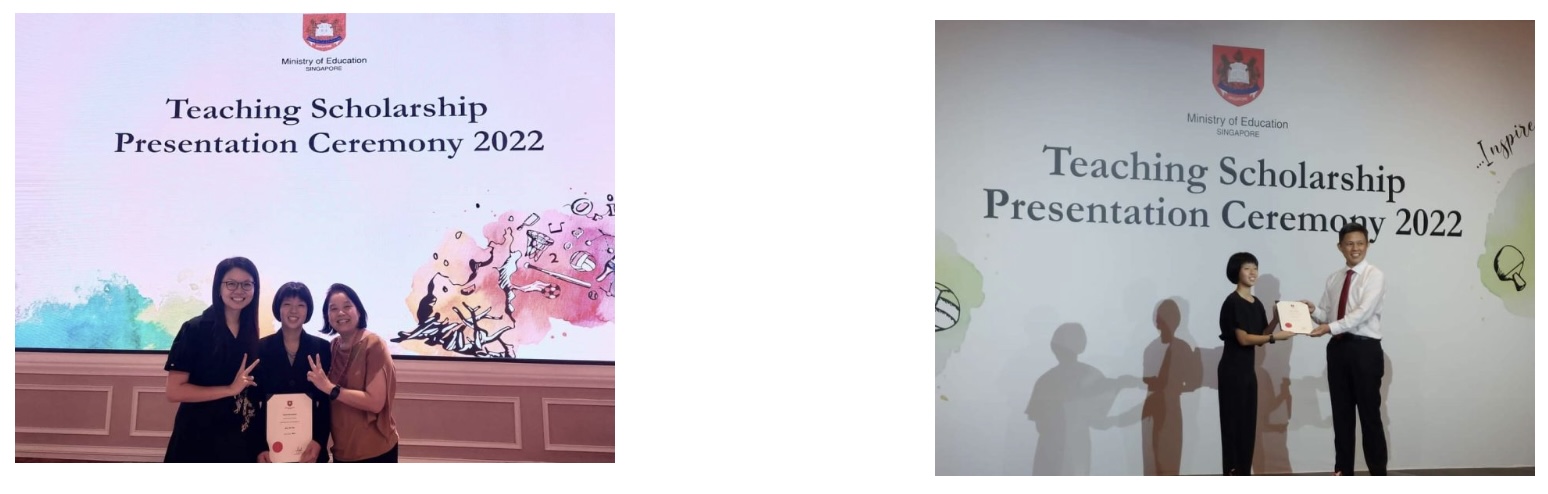 Ministry of Education
SINGAPORE
Teaching Scholarship
Presentation Ceremony 2022
Ministry of Education
SINGAPORE
Teaching Scholarship
Presentation Ceremony 2022
...Inspire